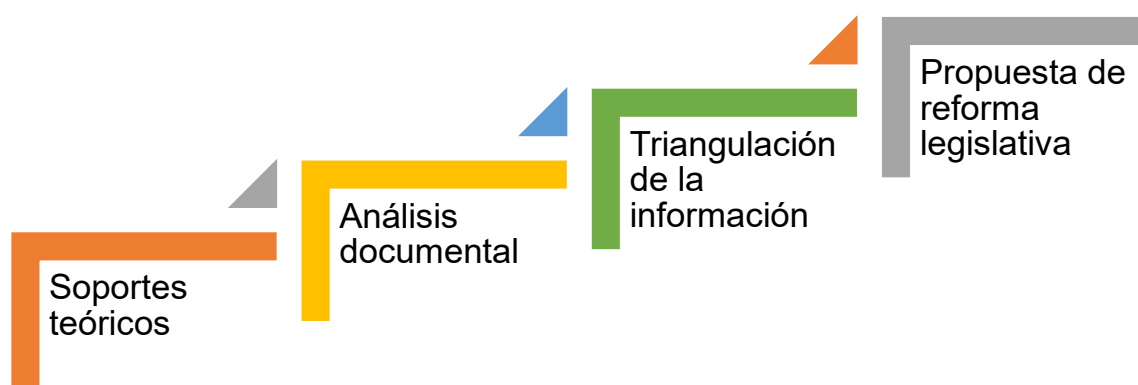 Soportes
teóricos
Análisis
documental
Triangulación
de la
información
Propuesta de
reforma
legislativa